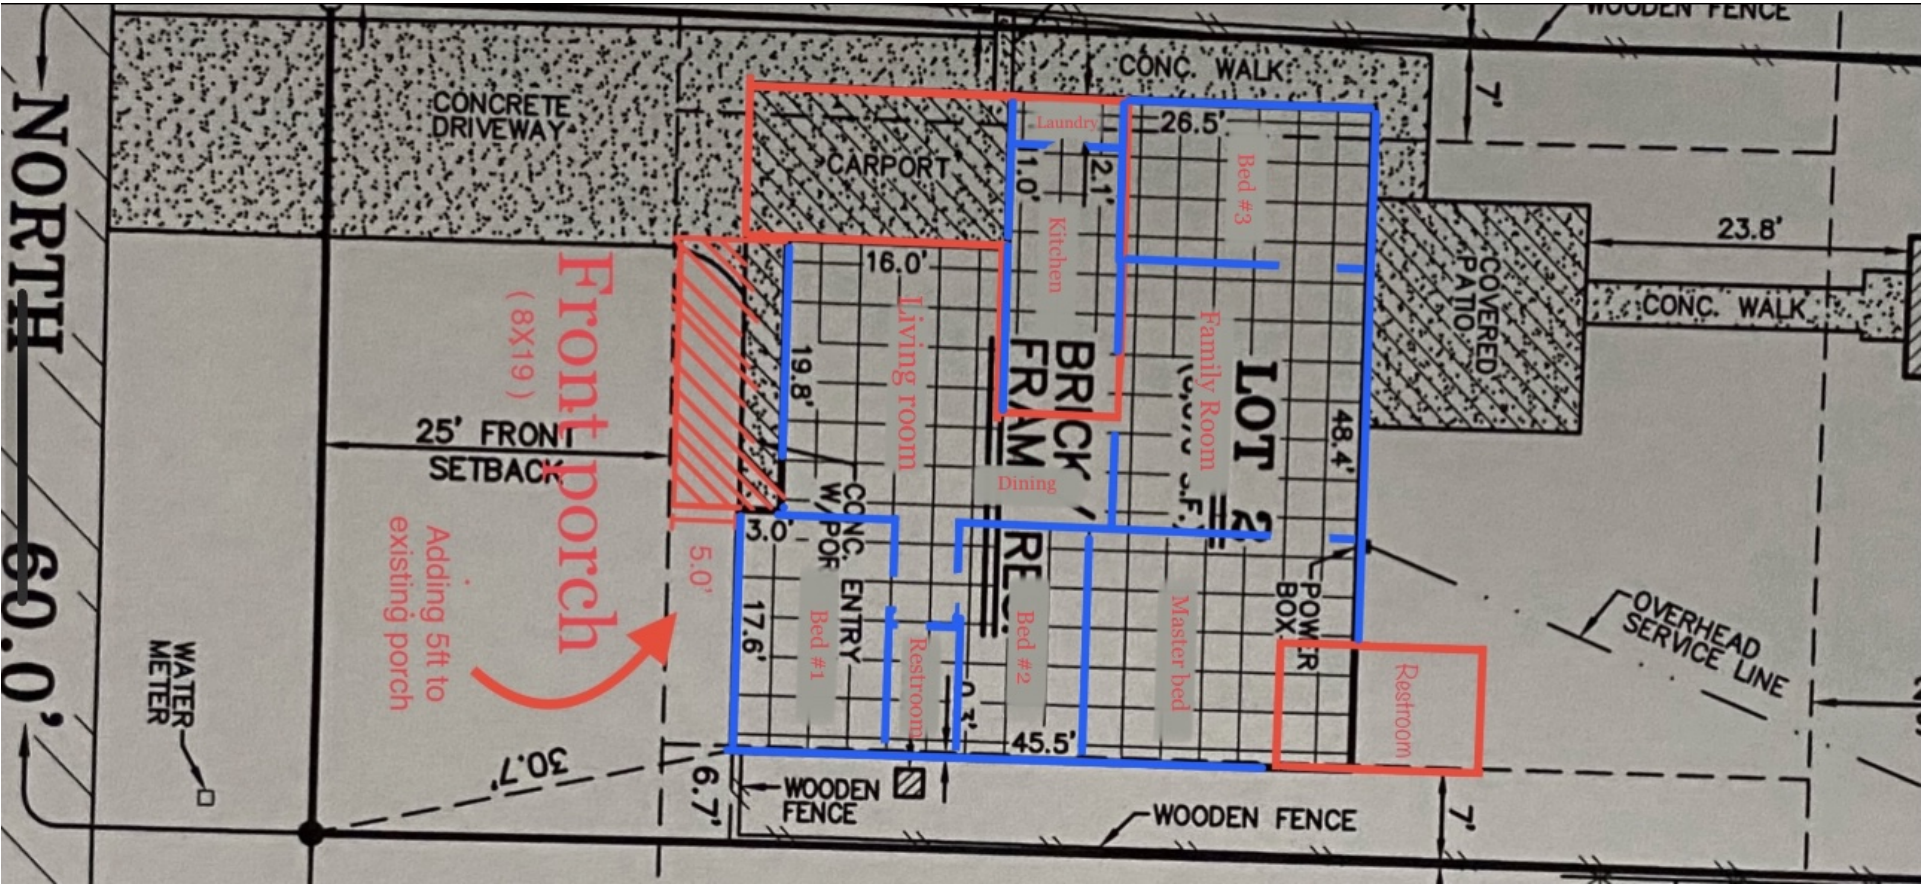 WOODEN FENCE
CONC. WALK
7'
CONCRETE
DRIVEWAY
CARPORT
Laundry
26.5'
1.0'
2.1'
Bed #3
Kitchen
NORTH
60.0'
16.0'
23.8'
COVERED
PATIO
CONC. WALK
Front porch
(8X19)
Living room
19.8'
BRICK
Family Room
LOT 2
48.4'
25' FRONT
SETBACK
Dining
S.F.)
3.0'
CONC. ENTRY
5.0'
Adding 5ft to
existing porch
17.6'
Bed #1
Restroom
Bed #2
Master bed
POWER
BOX
Restroom
OVERHEAD
SERVICE LINE
WATER
METER
30.7'
45.5'
6.7'
WOODEN
FENCE
WOODEN FENCE
7'